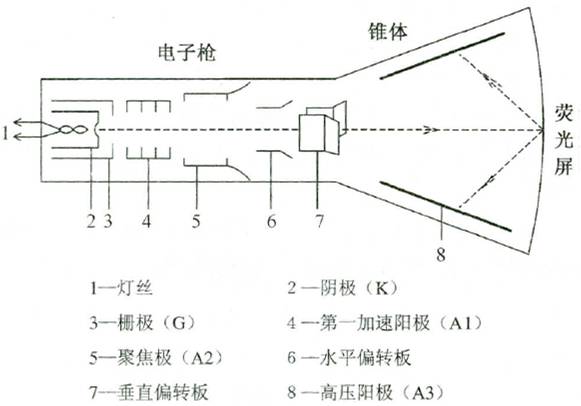 电子枪
锥体
荧光屏
1
2
3
4
5
6
7
8
1—灯丝
2—阴极（K）
3—栅极（G）
4—第一加速阳极（A1）
5—聚焦极（A2）
6—水平偏转板
7—垂直偏转板
8—高压阳极（A3）